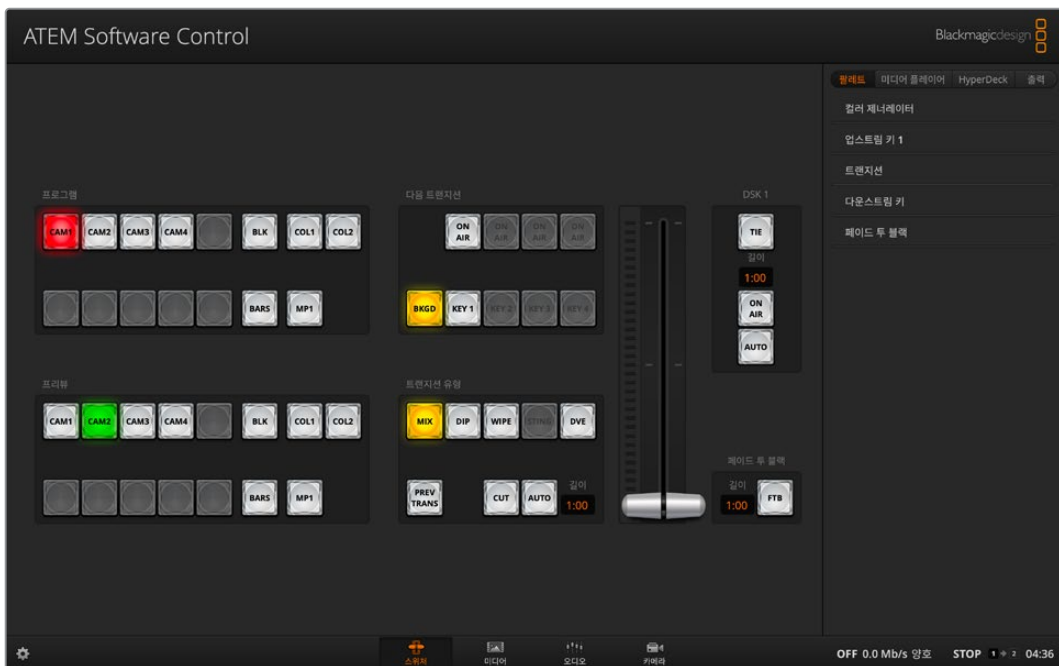 ATEM Software Control
Blackmagicdesign
팔레트 미디어 플레이어 HyperDeck 출력
컬러 제너레이터
업스트림 키 1
트랜지션
다운스트림 키
페이드 투 블랙
프로그램
CAM1 CAM2 CAM3 CAM4 BLK COL1 COL2
BARS MP1
다음 트랜지션
ON AIR ON AIR ON AIR ON AIR
BKGD KEY 1 KEY 2 KEY 3 KEY 4
DSK 1
TIE
길이
1:00
ON AIR
AUTO
프리뷰
CAM1 CAM2 CAM3 CAM4 BLK COL1 COL2
BARS MP1
트랜지션 유형
MIX DIP WIPE STING DVE
PREV TRANS CUT AUTO
길이
1:00
페이드 투 블랙
길이
1:00
FTB
스위처 미디어 오디오 카메라
OFF 0.0 Mb/s 양호 STOP 1 2 04:36